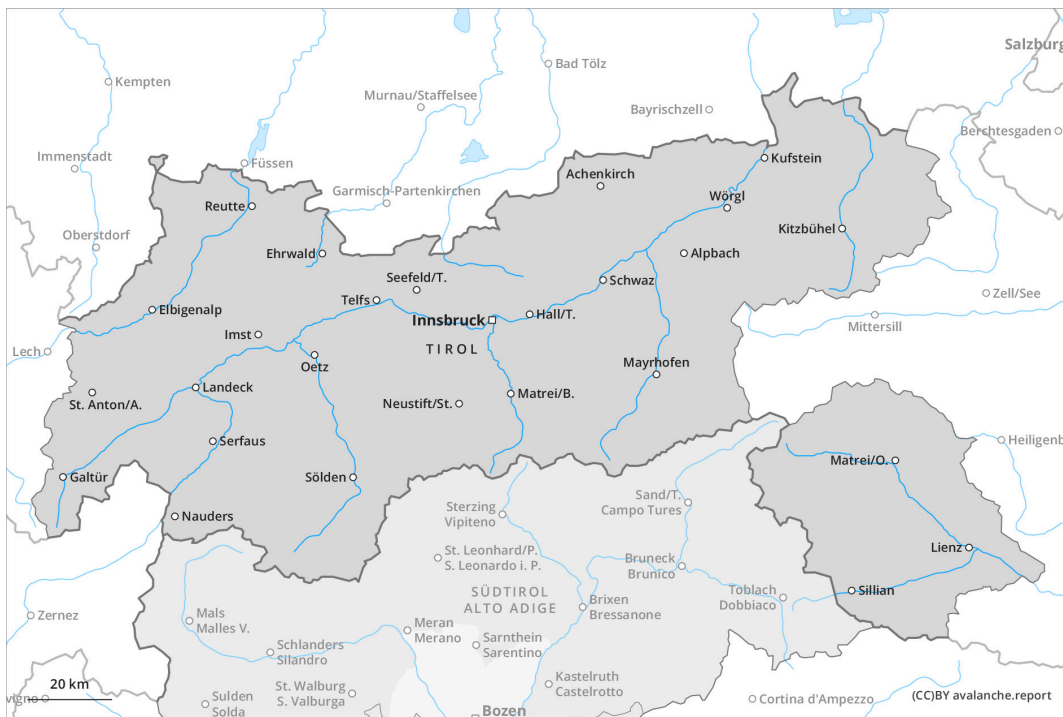 Salzburg
Kempten
Bad Tölz
Murnau/Staffelsee
Bayrischzell
Berchtesgaden
Immenstadt
Füssen
Kufstein
Achenkirch
Garmisch-Partenkirchen
Reutte
Wörgl
Oberstdorf
Kitzbühel
Ehrwald
Alpbach
Seefeld/T.
Schwaz
Zell/See
Telfs
Elbigenalp
Innsbruck
Hall/T.
Mittersill
Imst
TIROL
Lech
Oetz
Mayrhofen
Landeck
Matrei/B.
St. Anton/A.
Neustift/St.
Serfaus
Heiligenb
Matrei/O.
Galtür
Sölden
Sand/T.
Campo Tures
Sterzing
Vipiteno
Nauders
Lienz
St. Leonhard/P.
S. Leonardo i. P.
Bruneck
Brunico
SÜDTIROL
ALTO ADIGE
Sillian
Toblach
Dobbiaco
Brixen
Bressanone
Zernez
Mals
Malles V.
Meran
Merano
Sarnthein
Sarentino
Schlanders
Silandro
Kastelruth
Castelrotto
20 km
St. Walburg
S. Valburga
vigno
Sulden
Solda
Cortina d'Ampezzo
(CC)BY avalanche.report
Bozen